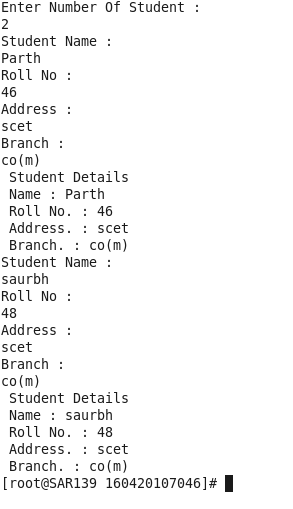 Enter Number Of Student :
2
Student Name :
Parth
Roll No :
46
Address :
scet
Branch :
co(m)
Student Details
Name : Parth
Roll No. : 46
Address. : scet
Branch. : co(m)
Student Name :
saurbh
Roll No :
48
Address :
scet
Branch :
co(m)
Student Details
Name : saurbh
Roll No. : 48
Address. : scet
Branch. : co(m)
[root@SAR139 160420107046]#